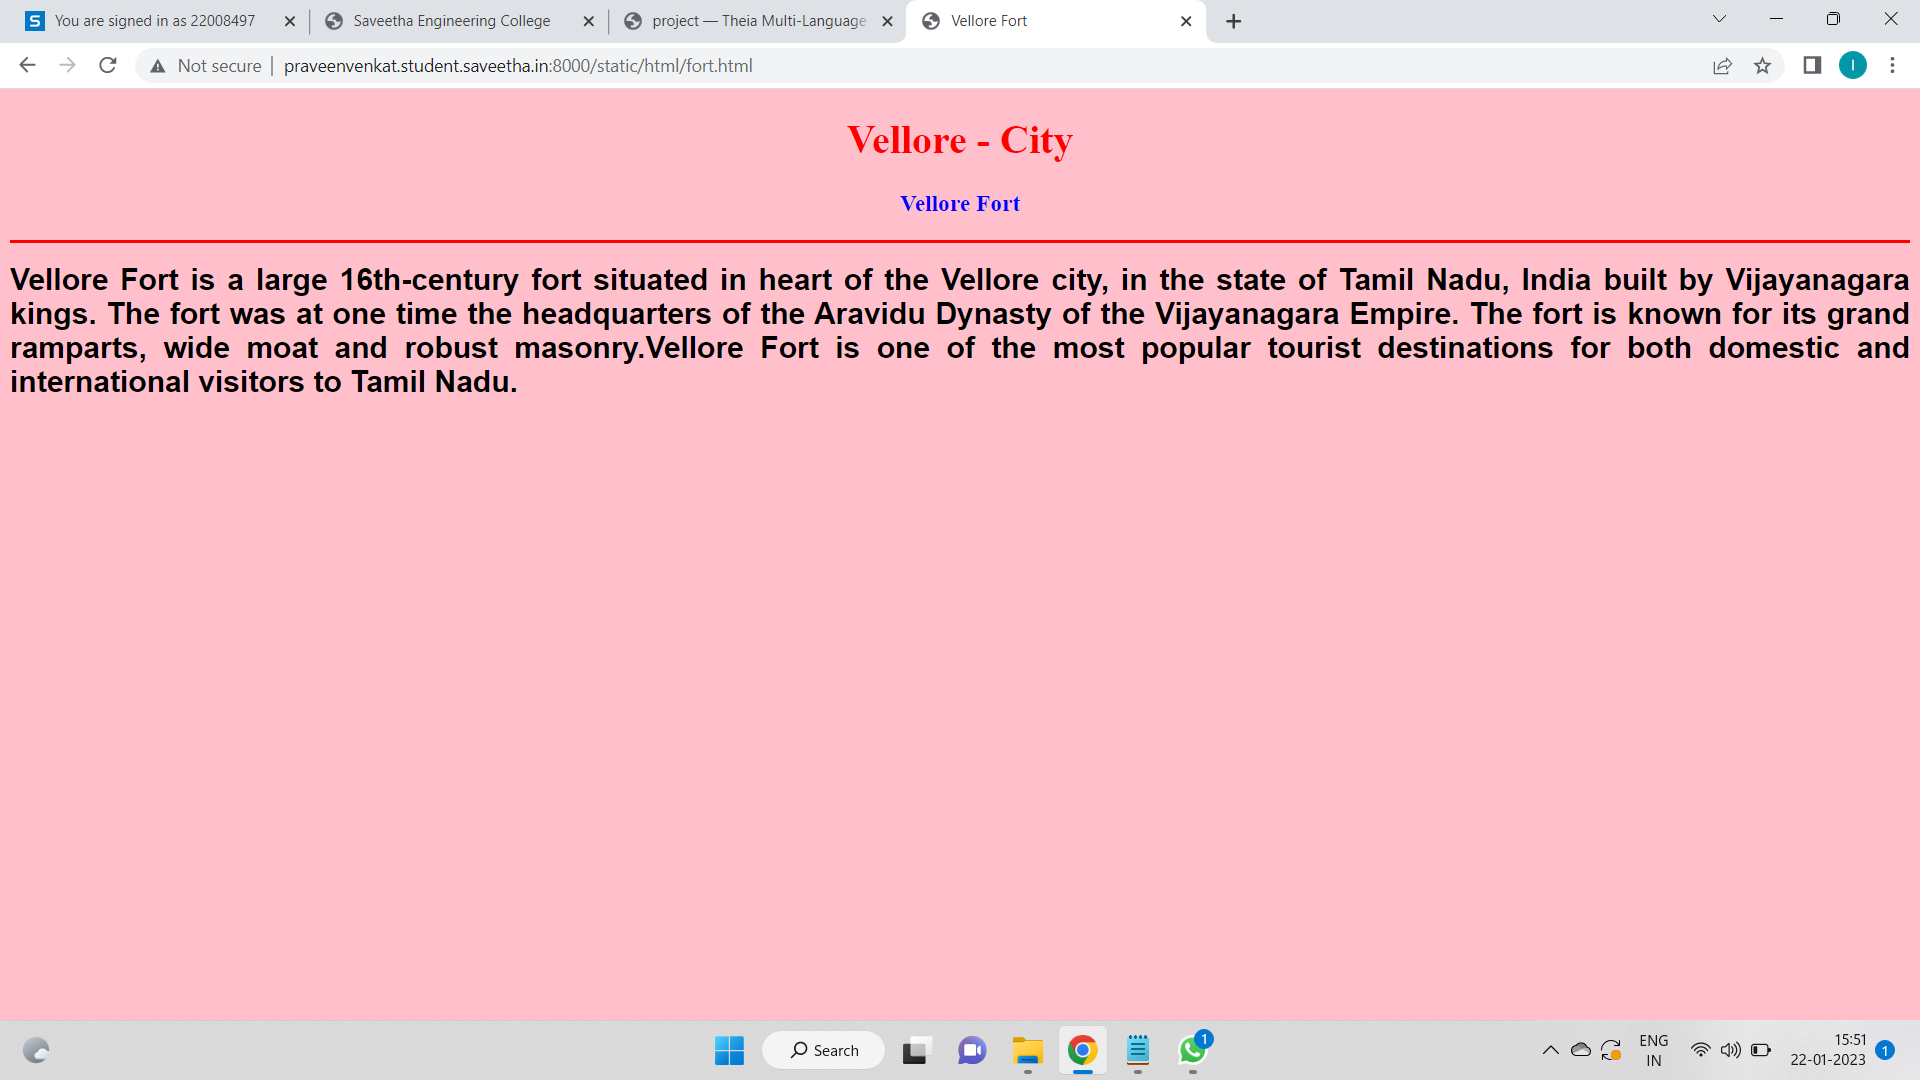 You are signed in as 22008497
Saveetha Engineering College
project — Theia Multi-Language
Vellore Fort
Not secure
praveenvenkat.student.saveetha.in:8000/static/html/fort.html
I
Vellore - City
Vellore Fort
Vellore Fort is a large 16th-century fort situated in heart of the Vellore city, in the state of Tamil Nadu, India built by Vijayanagara
kings. The fort was at one time the headquarters of the Aravidu Dynasty of the Vijayanagara Empire. The fort is known for its grand
ramparts, wide moat and robust masonry.Vellore Fort is one of the most popular tourist destinations for both domestic and
international visitors to Tamil Nadu.
Search
1
ENG
IN
15:51
22-01-2023
1